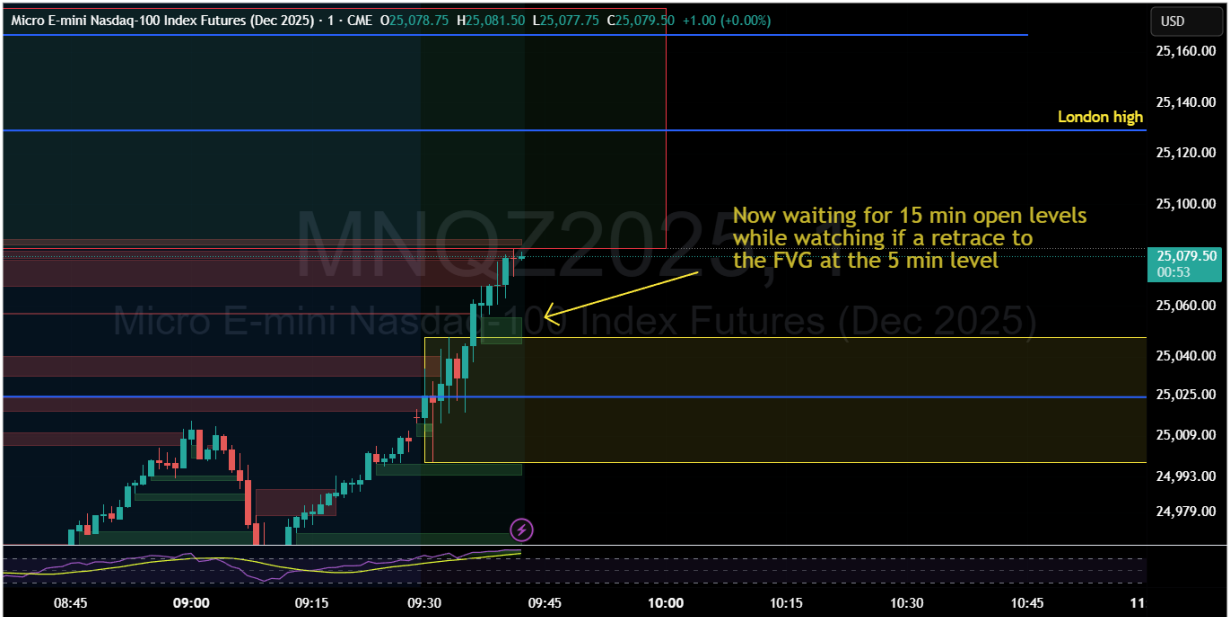 Micro E-mini Nasdaq-100 Index Futures (Dec 2025) · 1 · CME O25,078.75 H25,081.50 L25,077.75 C25,079.50 +1.00 (+0.00%)
USD
25,160.00
25,140.00
London high
25,120.00
25,100.00
MNQZ2025, 1
Now waiting for 15 min open levels
while watching if a retrace to
the FVG at the 5 min level
25,079.50
00:53
25,060.00
Micro E-mini Nasdaq-100 Index Futures (Dec 2025)
25,040.00
25,025.00
25,009.00
24,993.00
24,979.00
08:45 09:00 09:15 09:30 09:45 10:00 10:15 10:30 10:45 11